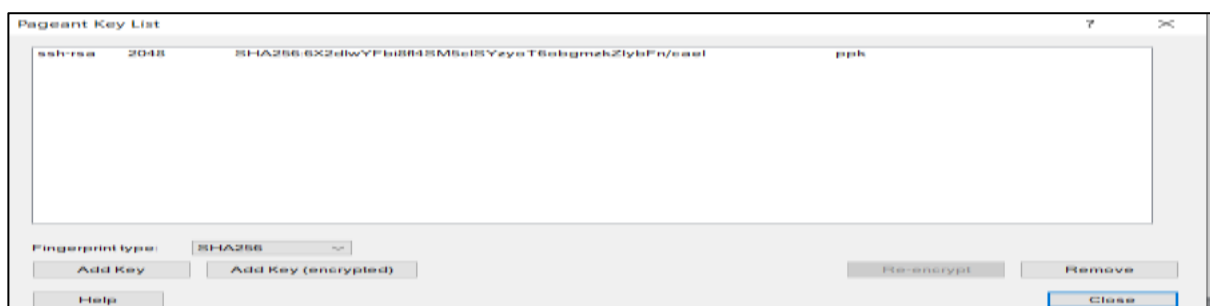 Pageant Key List ? ×
ssh-rsa 2048 ppk
Fingerprint type: SHA256
Add Key Add Key (encrypted) Re-encrypt Remove
Help Close